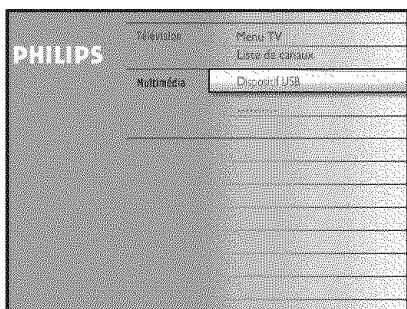 PHILIPS
Télévision
Menu TV
Liste de canaux
Multimédia
Dispositif USB